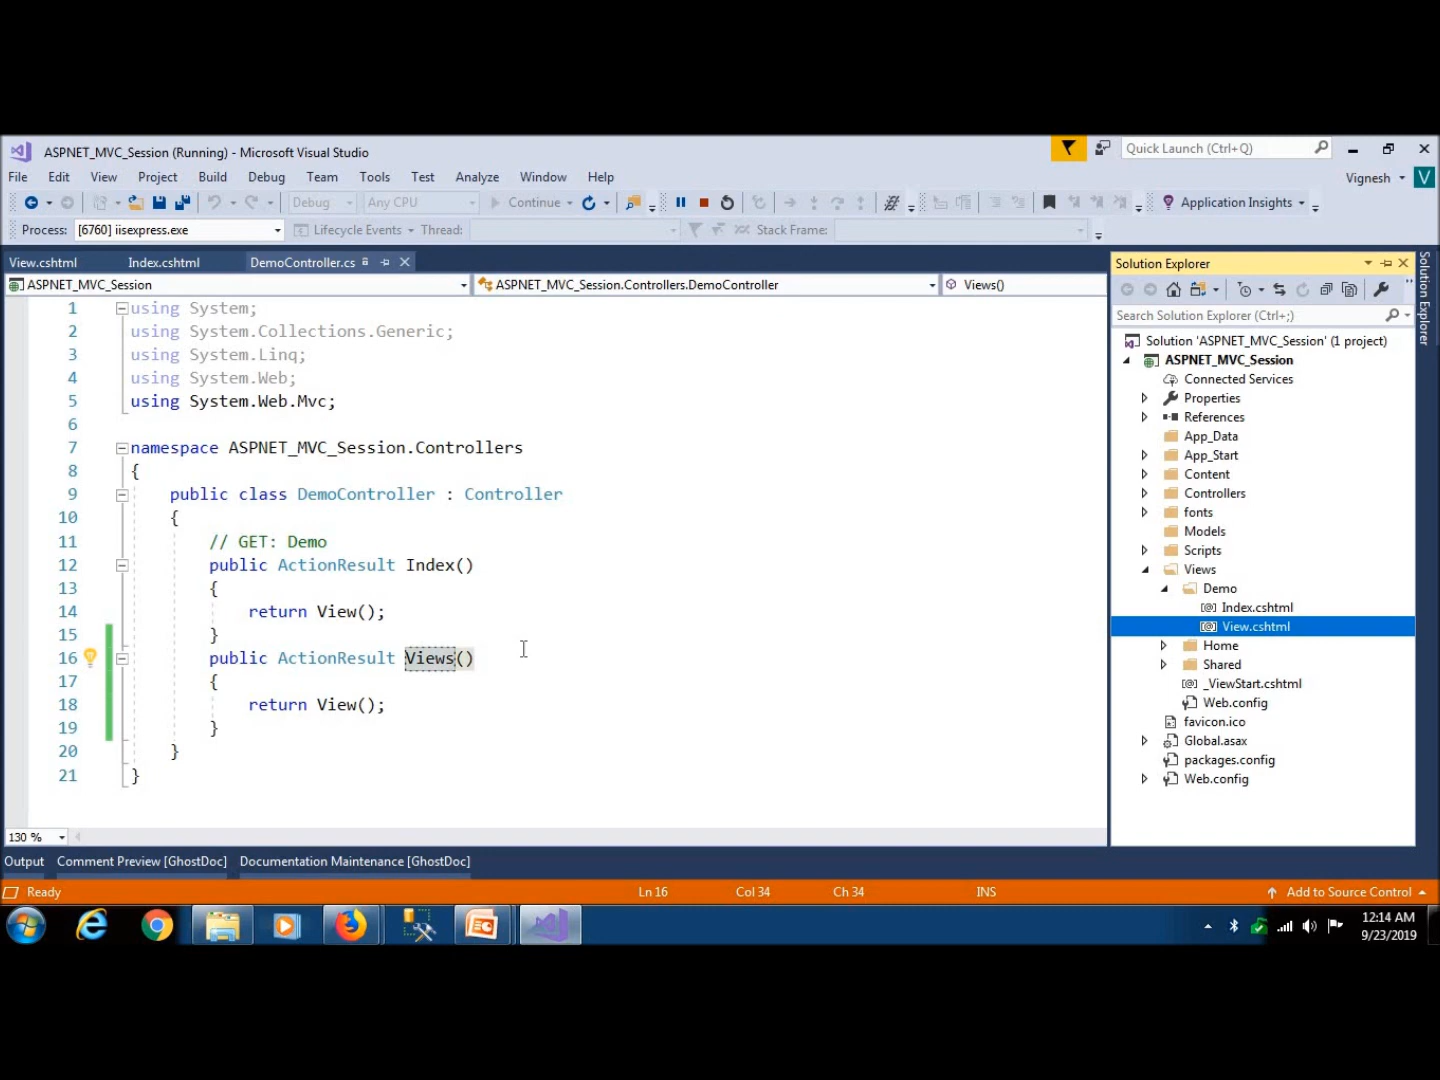 ASPNET_MVC_Session (Running) - Microsoft Visual Studio
Quick Launch (Ctrl+Q)
File Edit View Project Build Debug Team Tools Test Analyze Window Help
Vignesh V
Debug Any CPU Continue Application Insights
Process: [6760] iisexpress.exe Lifecycle Events Thread: Stack Frame:
View.cshtml Index.cshtml DemoController.cs
ASPNET_MVC_Session ASPNET_MVC_Session.Controllers.DemoController Views()
1 using System;
2 using System.Collections.Generic;
3 using System.Linq;
4 using System.Web;
5 using System.Web.Mvc;
6
7 namespace ASPNET_MVC_Session.Controllers
8 {
9 public class DemoController : Controller
10 {
11 // GET: Demo
12 public ActionResult Index()
13 {
14 return View();
15 }
16 public ActionResult Views()
17 {
18 return View();
19 }
20 }
21 }
130 %
Solution Explorer
Search Solution Explorer (Ctrl+;)
Solution 'ASPNET_MVC_Session' (1 project)
ASPNET_MVC_Session
Connected Services
Properties
References
App_Data
App_Start
Content
Controllers
fonts
Models
Scripts
Views
Demo
Index.cshtml
View.cshtml
Home
Shared
_ViewStart.cshtml
Web.config
favicon.ico
Global.asax
packages.config
Web.config
Solution Explorer
Output Comment Preview [GhostDoc] Documentation Maintenance [GhostDoc]
Ready Ln 16 Col 34 Ch 34 INS Add to Source Control
12:14 AM
9/23/2019